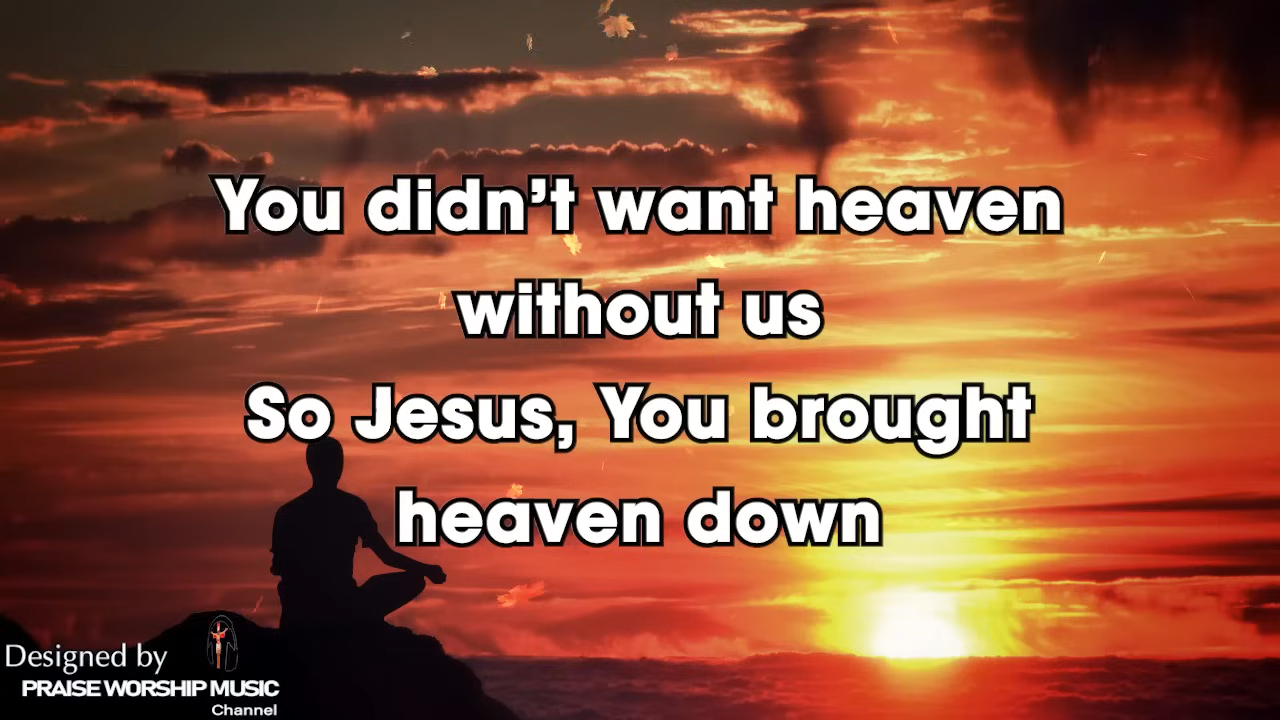 You didn’t want heaven
without us
So Jesus, You brought
heaven down
Designed by
PRAISE WORSHIP MUSIC
Channel